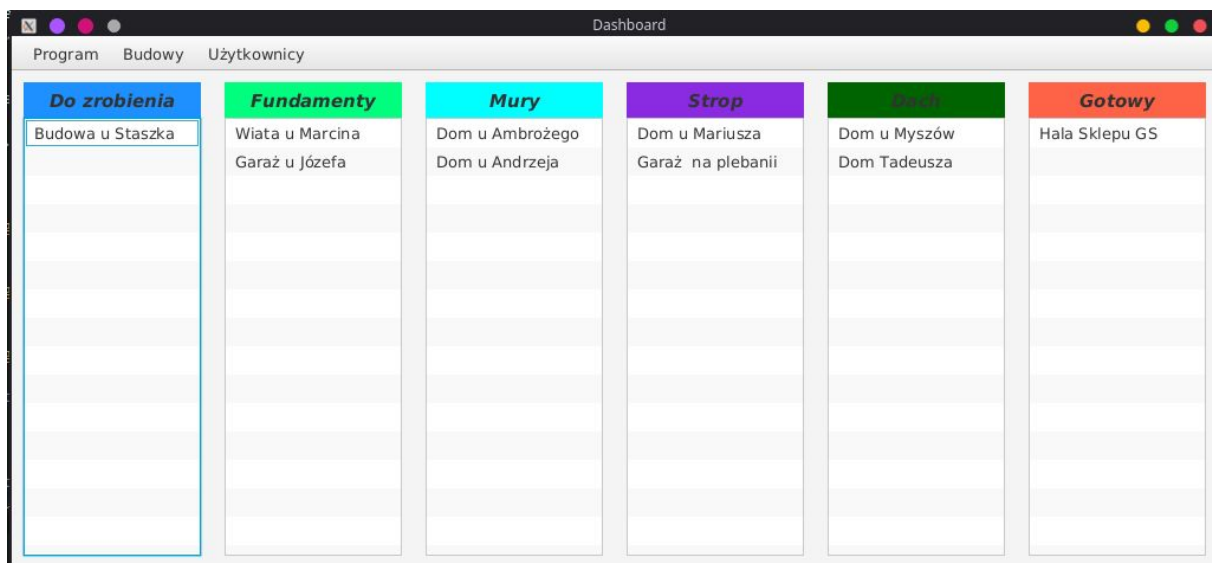 Dashboard
Program Budowy Użytkownicy
Do zrobienia Fundamenty Mury Strop Dach Gotowy
Budowa u Staszka Wiata u Marcina Dom u Ambrożego Dom u Mariusza Dom u Myszów Hala Sklepu GS
Garaż u Józefa Dom u Andrzeja Garaż  na plebanii Dom Tadeusza